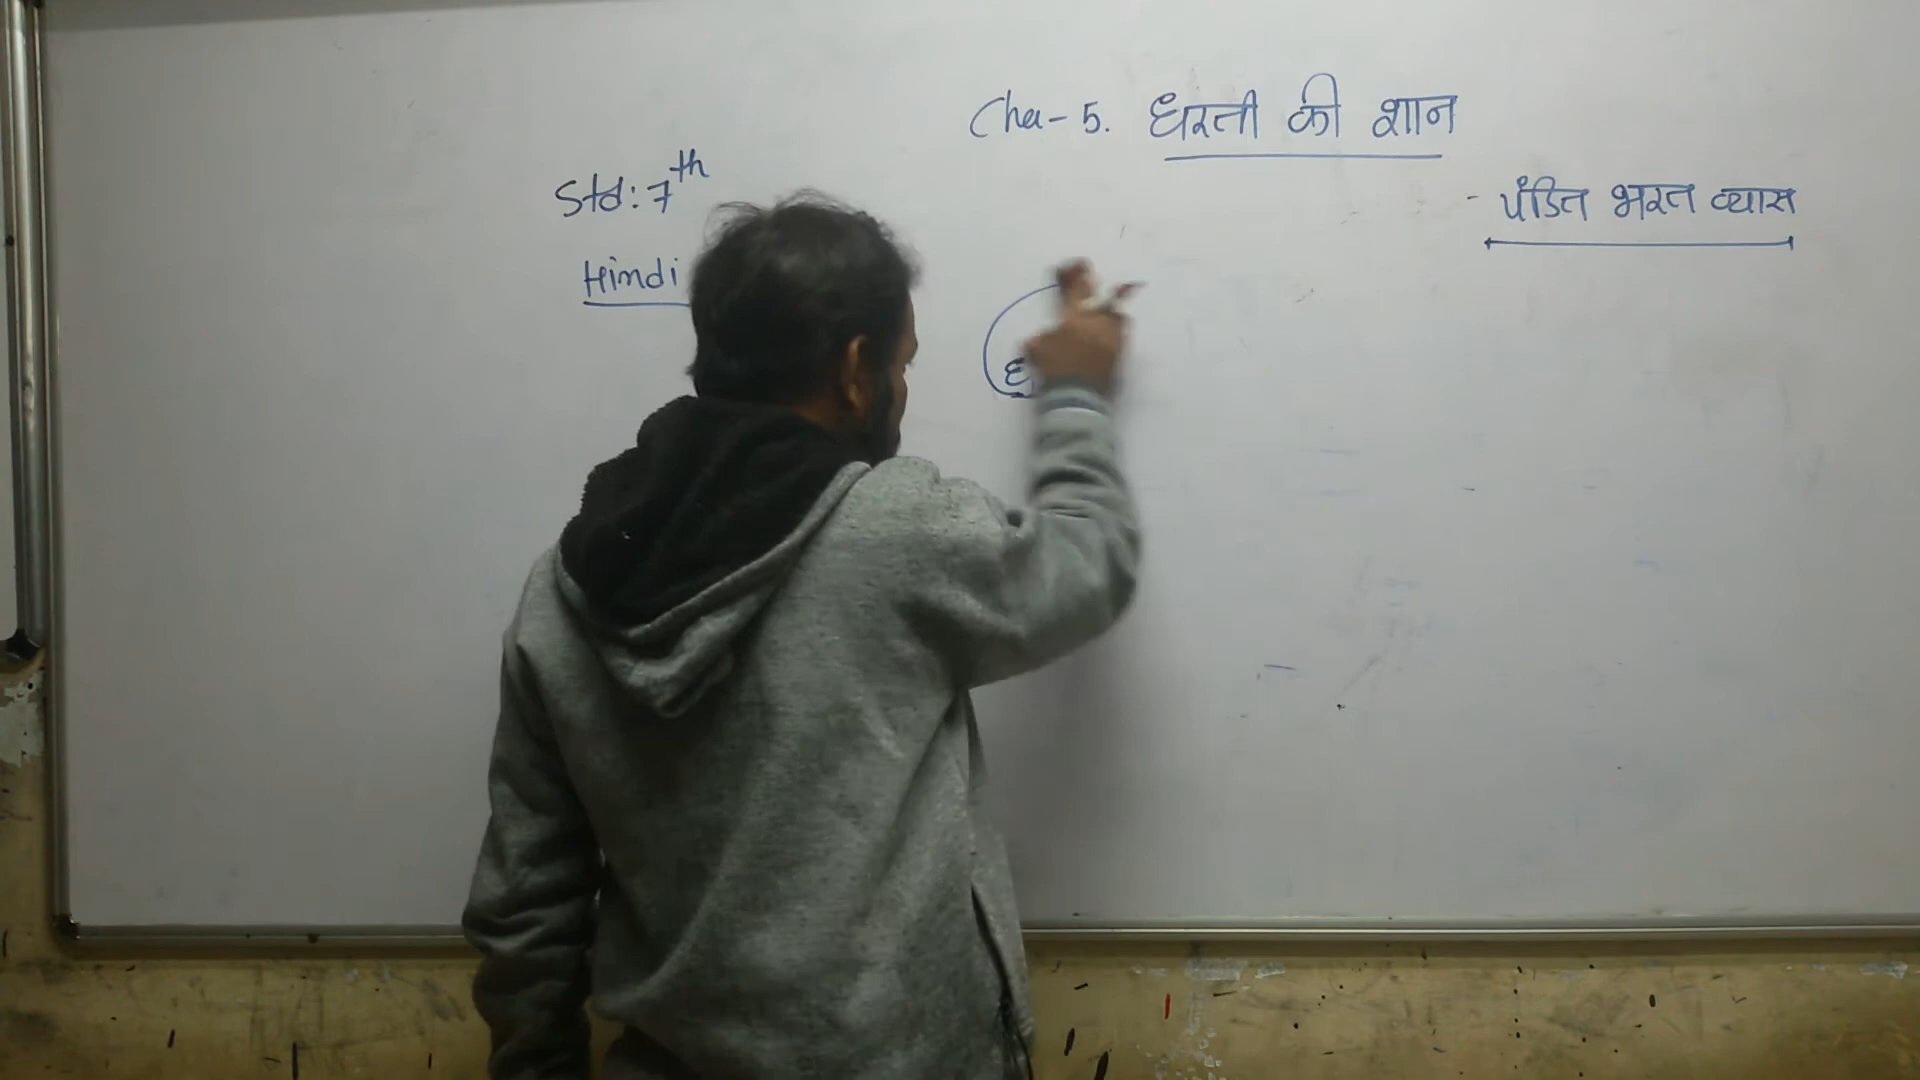 Cha-5. धरती की शान
- पंडित भरत व्यास
Std: 7th
Hindi